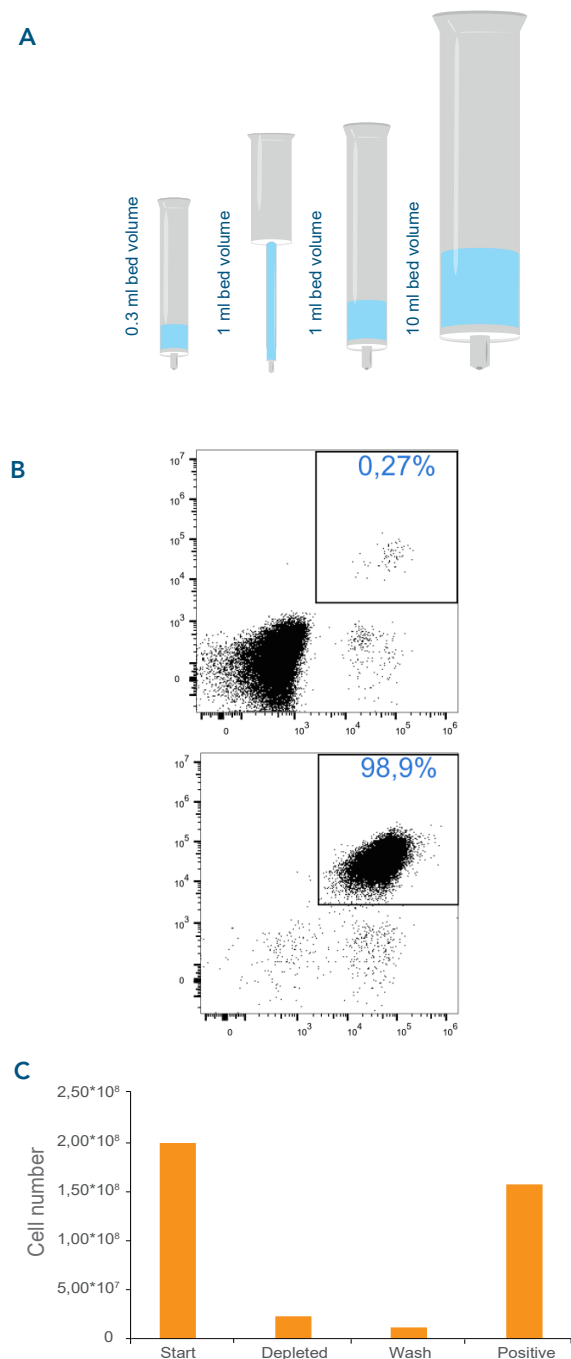 A
0.3 ml bed volume
1 ml bed volume
1 ml bed volume
10 ml bed volume
B
0,27%
10⁷
10⁶
10⁵
10⁴
10³
0
0 10³ 10⁴ 10⁵ 10⁶
98,9%
10⁷
10⁶
10⁵
10⁴
10³
0
0 10³ 10⁴ 10⁵ 10⁶
C
Cell number
2,50*10⁸
2,00*10⁸
1,50*10⁸
1,00*10⁸
5,00*10⁷
0
Start Depleted Wash Positive